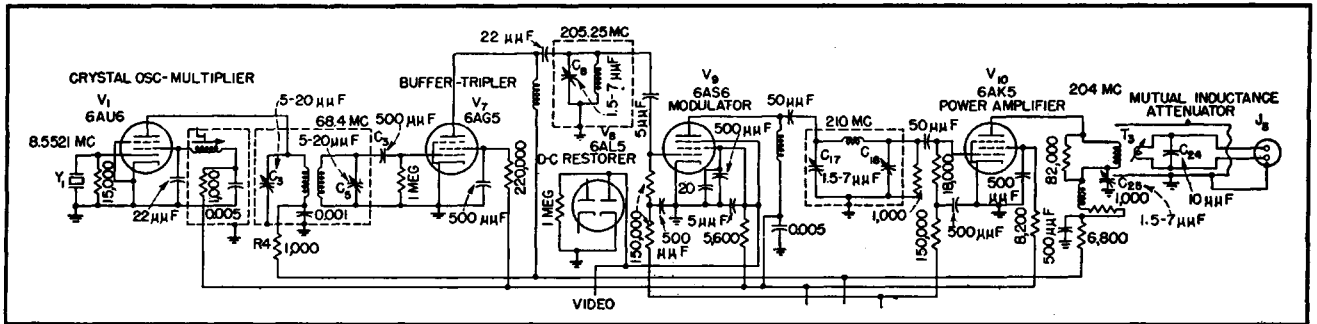 CRYSTAL OSC-MULTIPLIER
V1
6AU6
8.5521 MC
Y1
15,000
22 μμF
L1
1,000
0.005
5-20 μμF
C3
R4
1,000
0.001
68.4 MC
5-20 μμF
C5
500 μμF
C3
1 MEG
BUFFER-TRIPLER
V7
6AG5
500 μμF
220,000
22 μμF
205.25 MC
C8
1.5-7 μμF
V8
6AL5
D-C RESTORER
1 MEG
VIDEO
5 μμF
V9
6AS6
MODULATOR
500 μμF
20
150,000
500 μμF
5 μμF
5,600
50 μμF
0.005
210 MC
C17
C18
1.5-7 μμF
1,000
50 μμF
18,000
150,000
V10
6AK5
POWER AMPLIFIER
500 μμF
500 μμF
8,200
204 MC
82,000
500 μμF
6,800
1,000
C25
1.5-7 μμF
MUTUAL INDUCTANCE
ATTENUATOR
T3
C24
10 μμF
J8